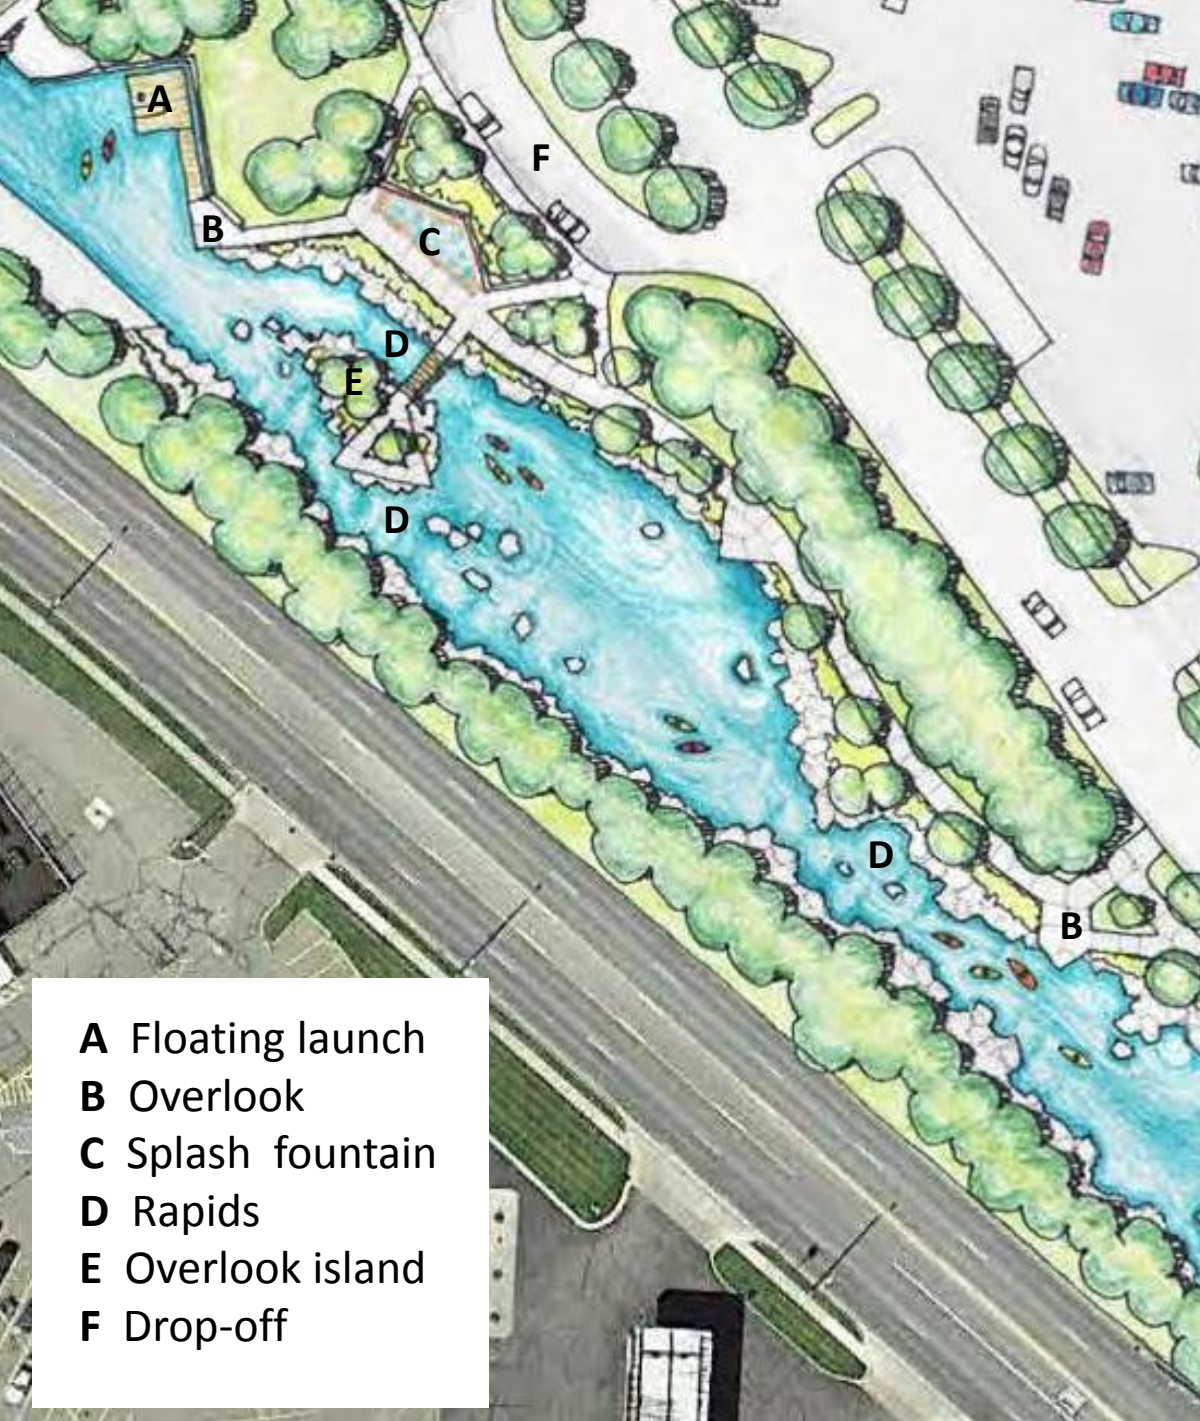 A
F
B
C
D
E
D
D
B
A Floating launch
B Overlook
C Splash fountain
D Rapids
E Overlook island
F Drop-off